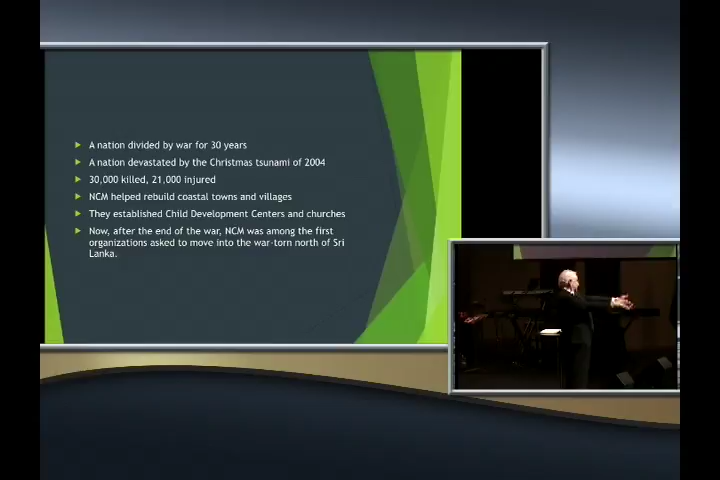 A nation divided by war for 30 years
A nation devastated by the Christmas tsunami of 2004
30,000 killed, 21,000 injured
NCM helped rebuild coastal towns and villages
They established Child Development Centers and churches
Now, after the end of the war, NCM was among the first
organizations asked to move into the war-torn north of Sri
Lanka.